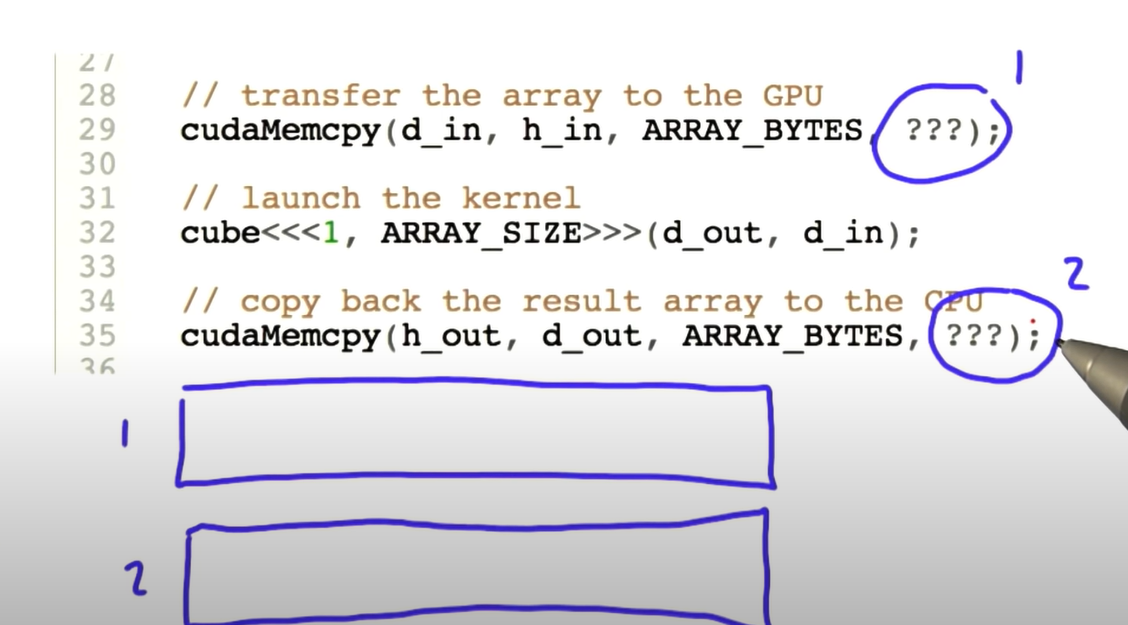 27
28 // transfer the array to the GPU
29 cudaMemcpy(d_in, h_in, ARRAY_BYTES, ???);
30
31 // launch the kernel
32 cube<<<1, ARRAY_SIZE>>>(d_out, d_in);
33
34 // copy back the result array to the CPU
35 cudaMemcpy(h_out, d_out, ARRAY_BYTES, ???);
36
1
2
1
2